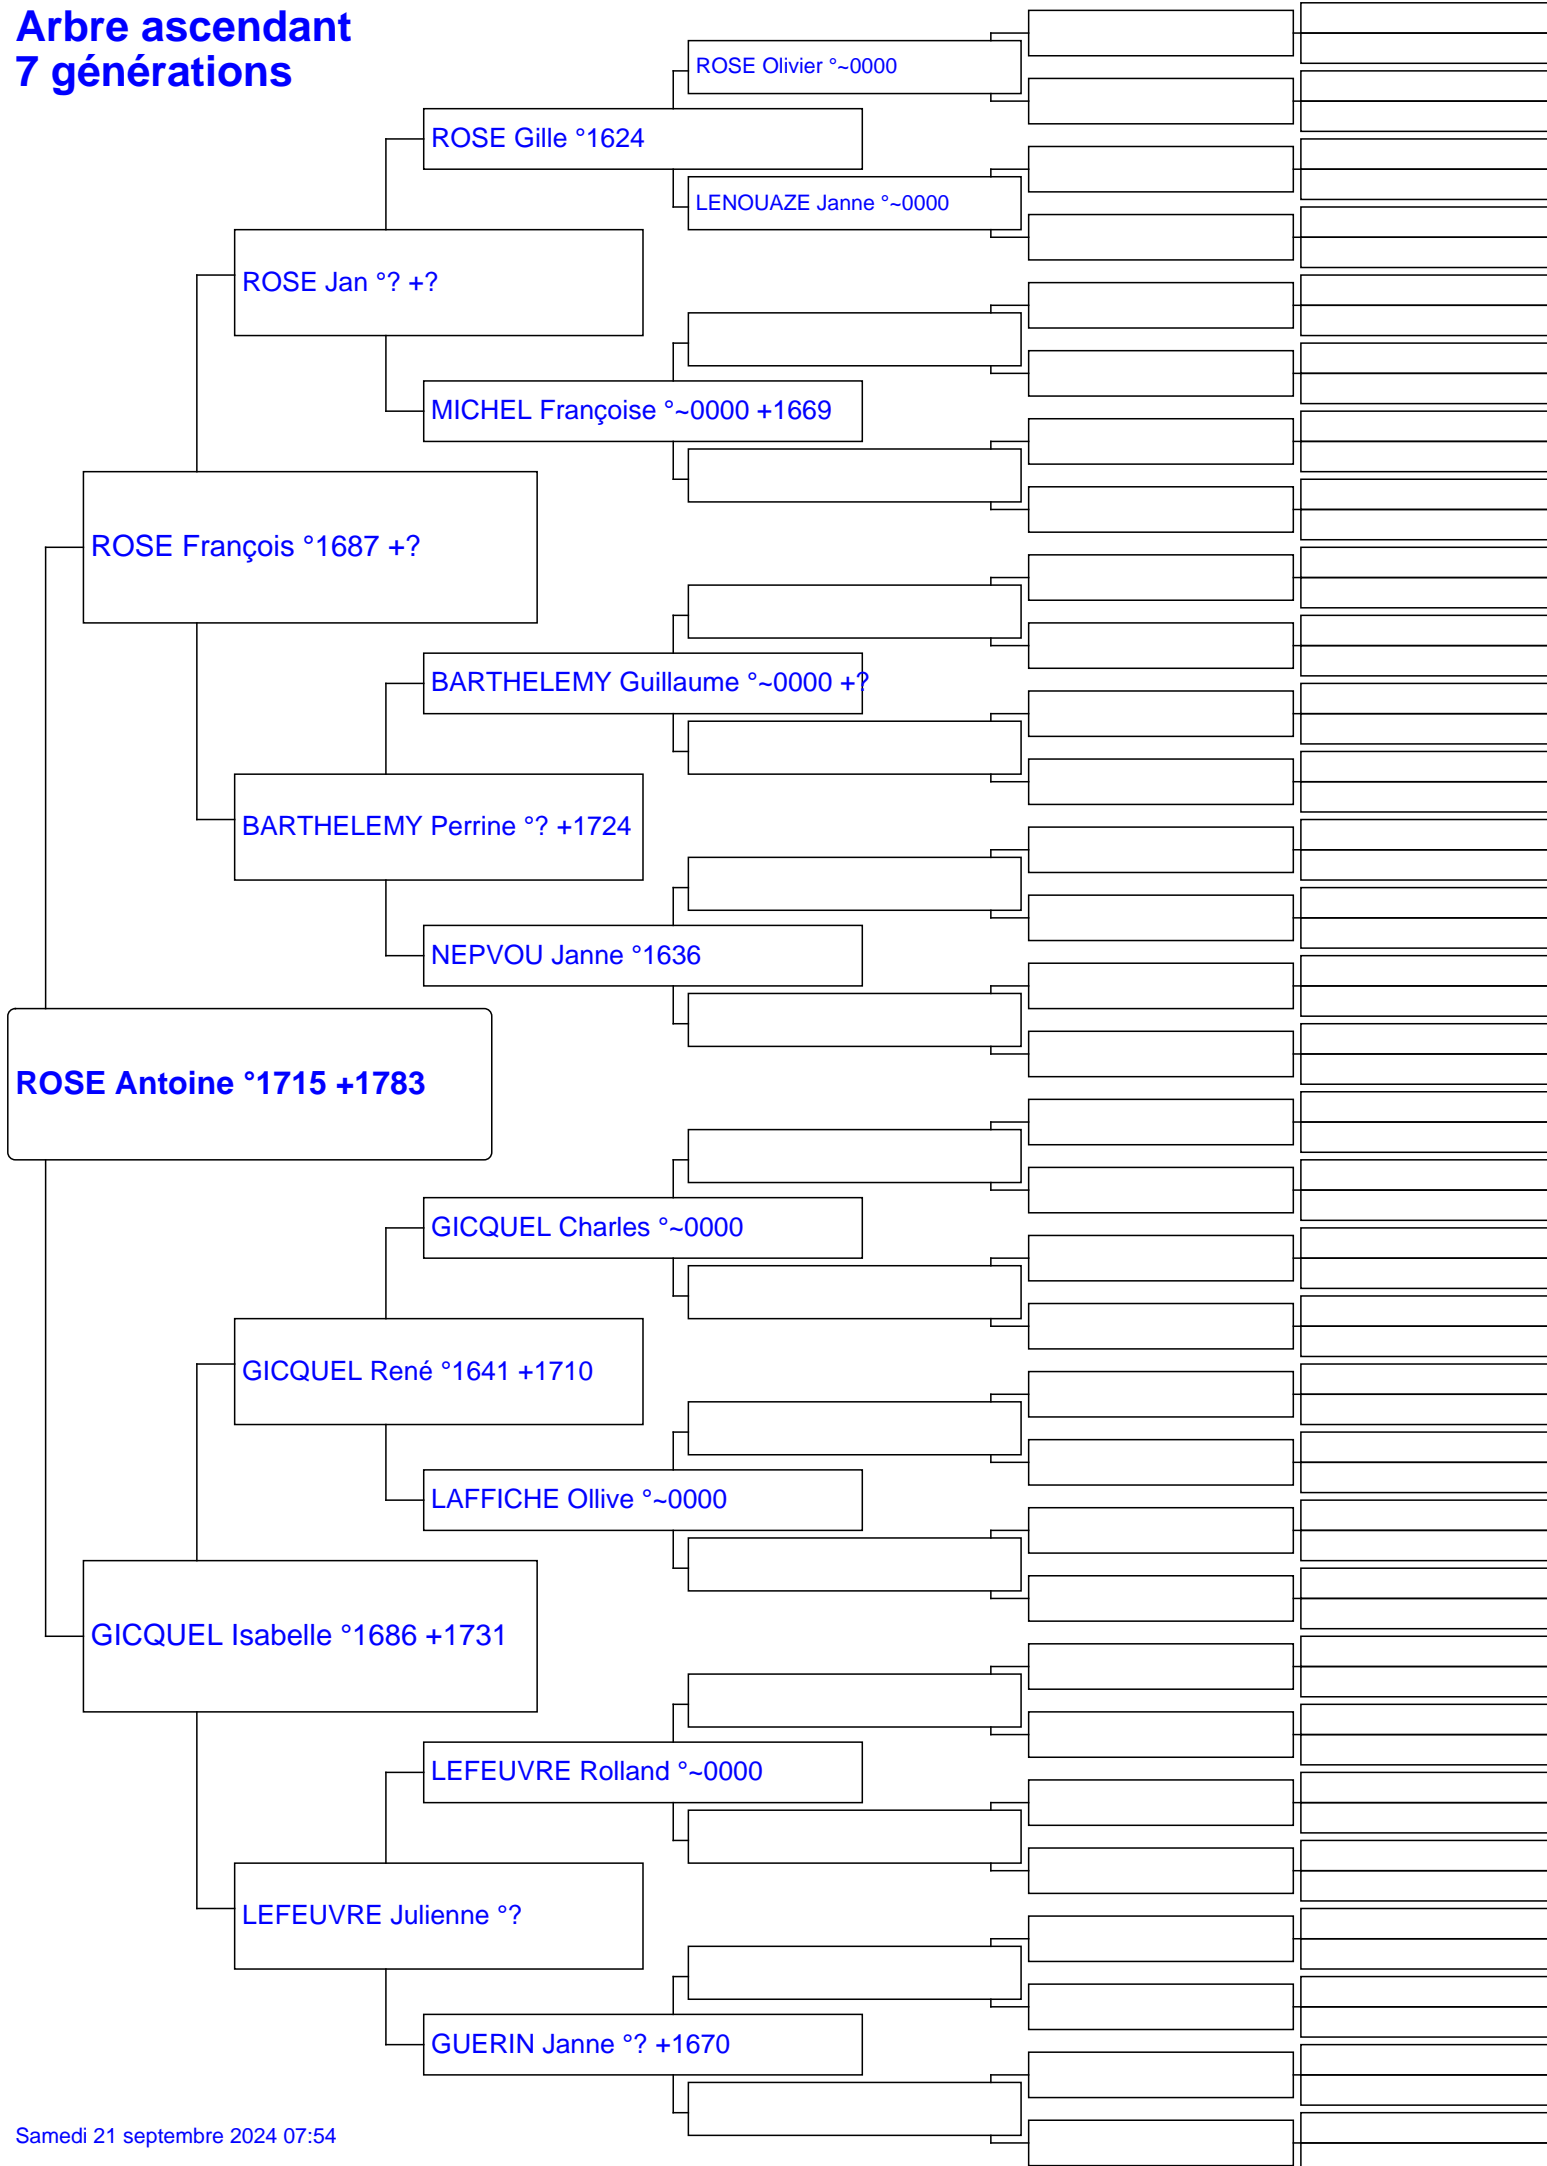 Arbre ascendant
7 générations
ROSE Olivier °~0000
ROSE Gille °1624
LENOUAZE Janne °~0000
ROSE Jan °? +?
MICHEL Françoise °~0000 +1669
ROSE François °1687 +?
BARTHELEMY Guillaume °~0000 +?
BARTHELEMY Perrine °? +1724
NEPVOU Janne °1636
ROSE Antoine °1715 +1783
GICQUEL Charles °~0000
GICQUEL René °1641 +1710
LAFFICHE Ollive °~0000
GICQUEL Isabelle °1686 +1731
LEFEUVRE Rolland °~0000
LEFEUVRE Julienne °?
GUERIN Janne °? +1670
Samedi 21 septembre 2024 07:54